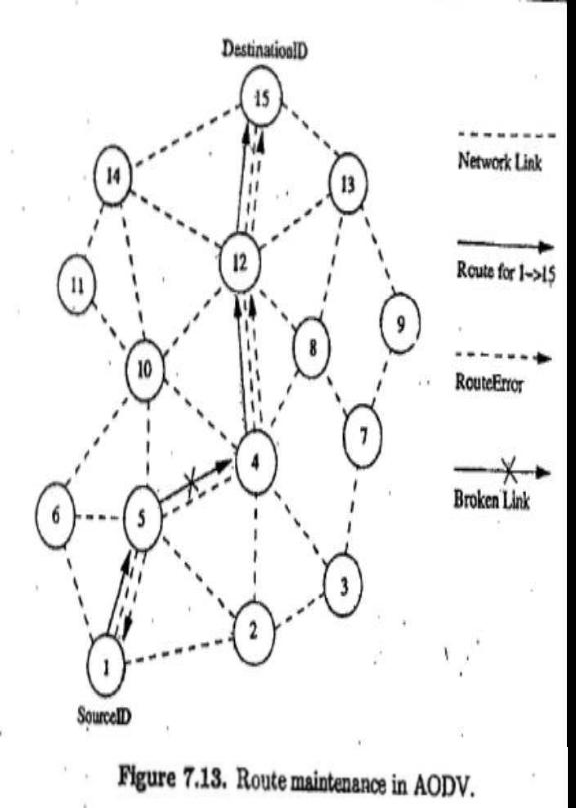 DestinationID
15
Network Link
14
13
12
Route for 1->15
11
9
8
10
RouteError
7
4
Broken Link
6
5
3
2
1
SourceID
Figure 7.13. Route maintenance in AODV.